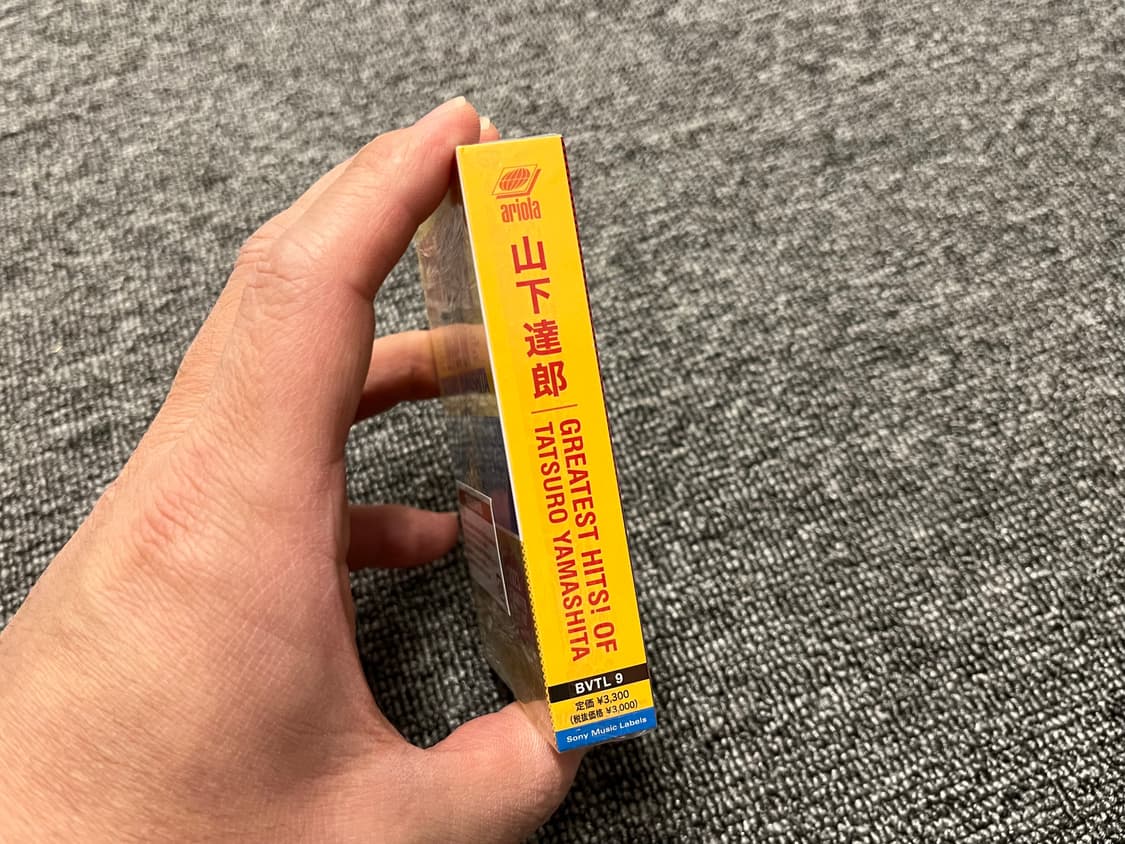 ariola
山下達郎
GREATEST HITS! OF
TATSURO YAMASHITA
BVTL 9
定価 ¥3,300
(税抜価格 ¥3,000)
Sony Music Labels